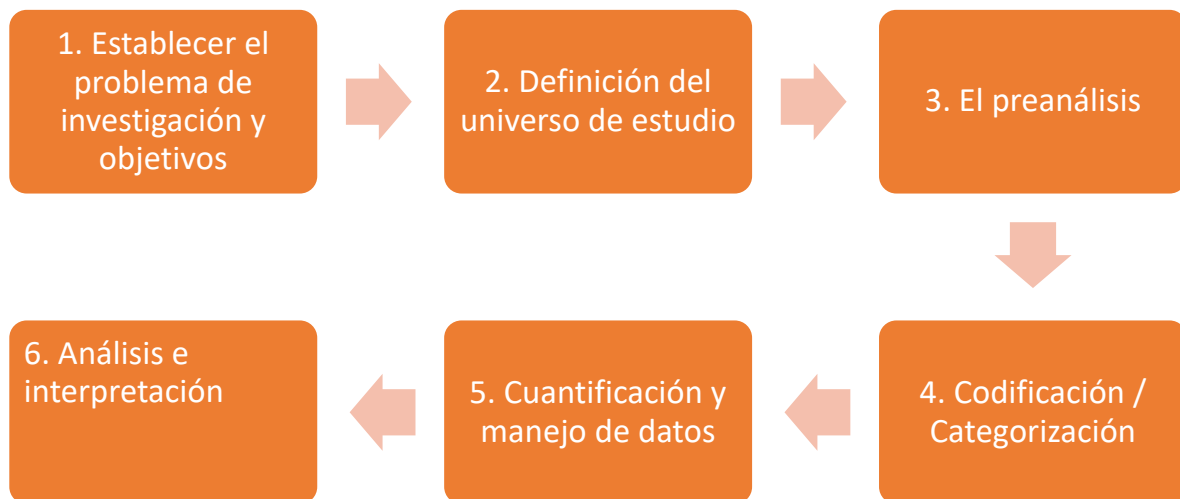 1. Establecer el
problema de
investigación y
objetivos
2. Definición del
universo de estudio
3. El preanálisis
4. Codificación /
Categorización
5. Cuantificación y
manejo de datos
6. Análisis e
interpretación